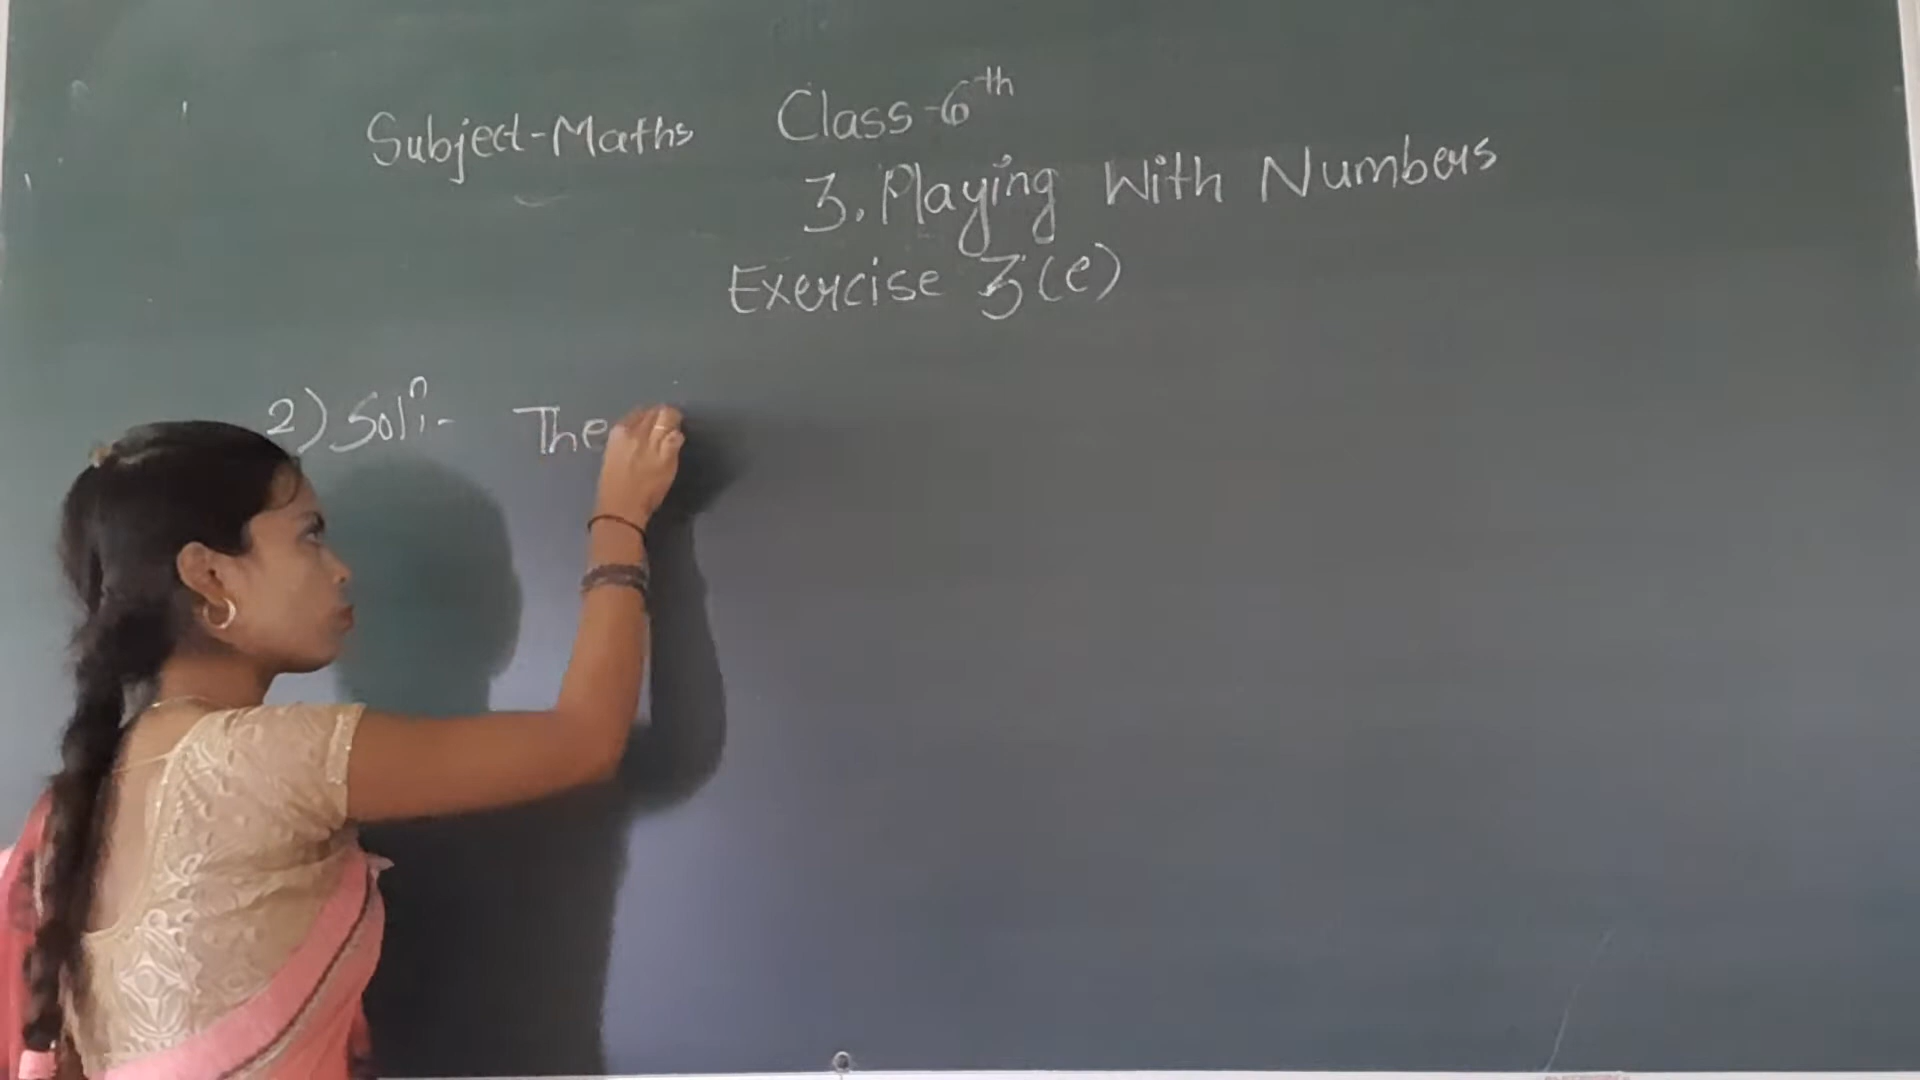 Subject-Maths Class-6th
3. Playing With Numbers
Exercise 3(e)
2) Solⁿ:- The